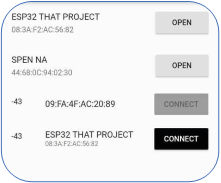 ESP32 THAT PROJECT OPEN
08:3A:F2:AC:56:82
SPEN NA OPEN
44:68:0C:94:02:30
-43 09:FA:4F:AC:20:89 CONNECT
-43 ESP32 THAT PROJECT CONNECT
08:3A:F2:AC:56:82